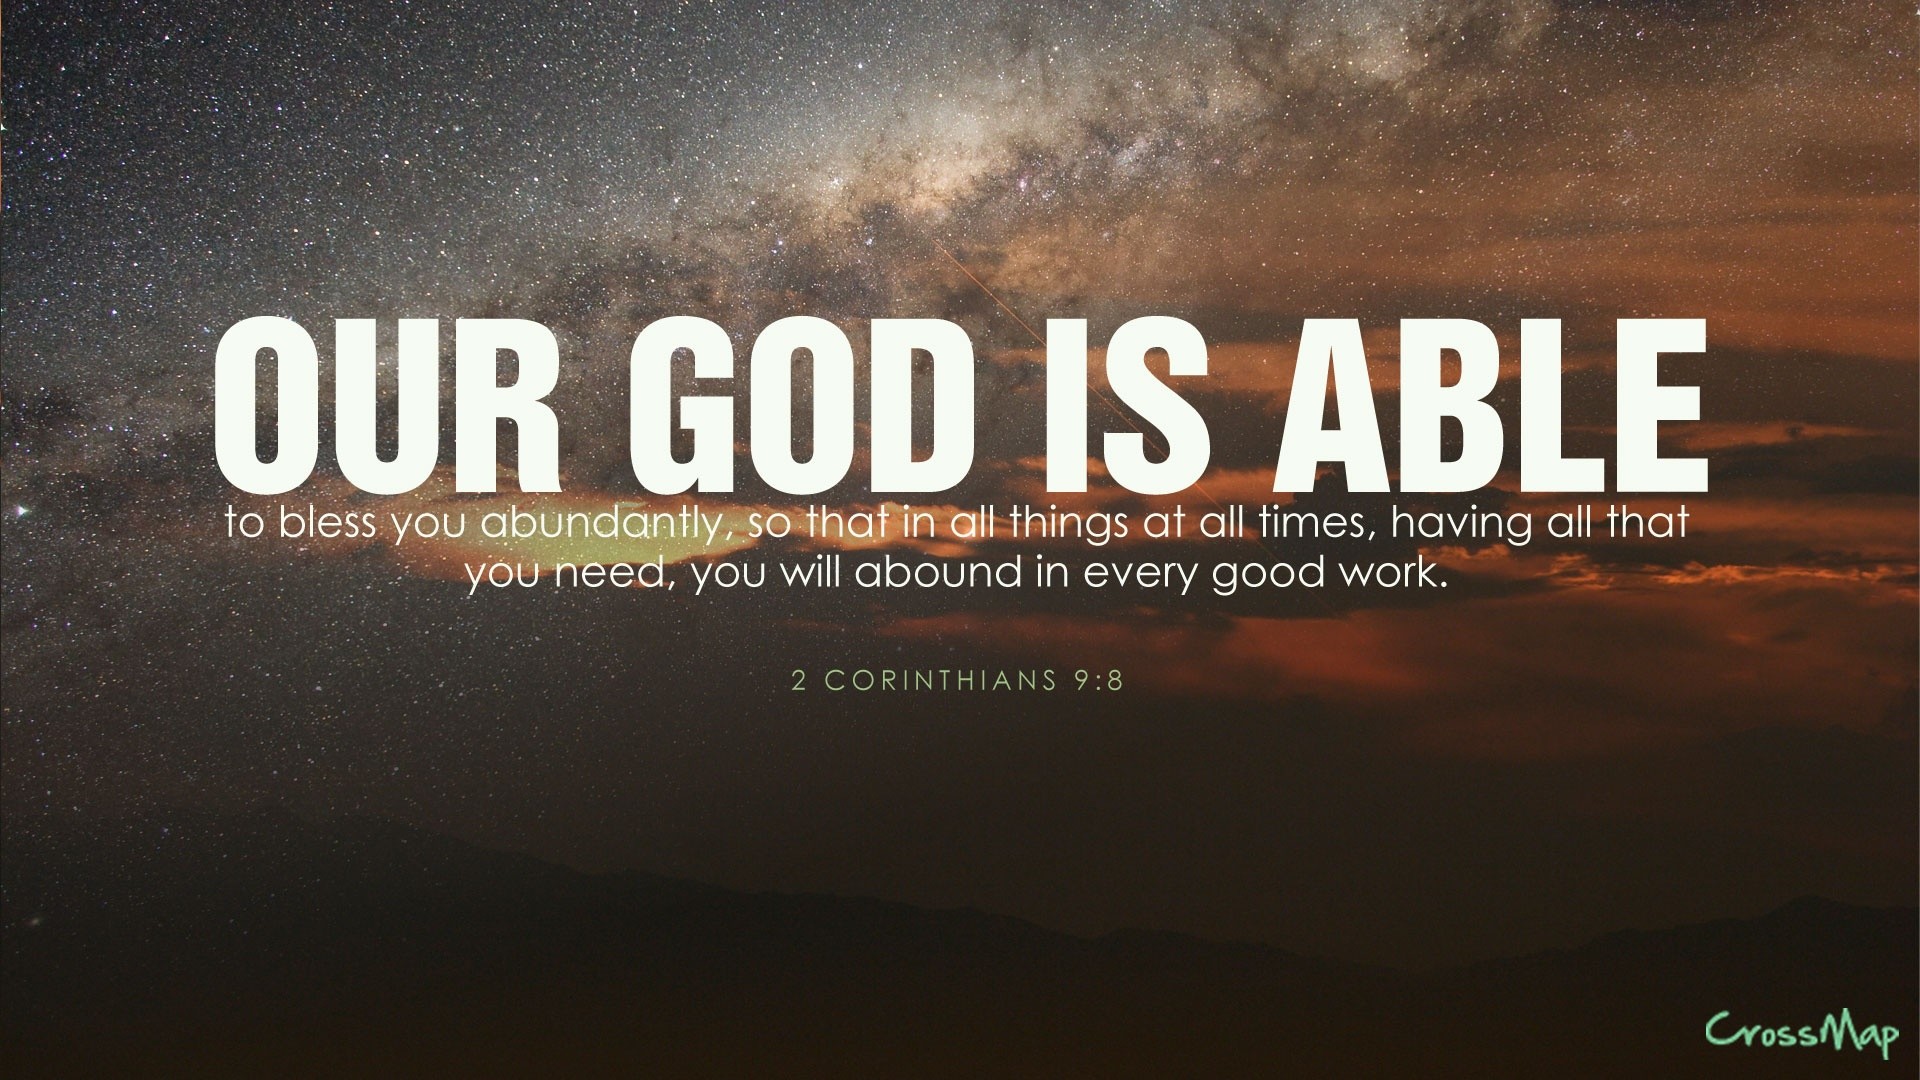 OUR GOD IS ABLE
to bless you abundantly, so that in all things at all times, having all that
you need, you will abound in every good work.
2 CORINTHIANS 9:8
CrossMap